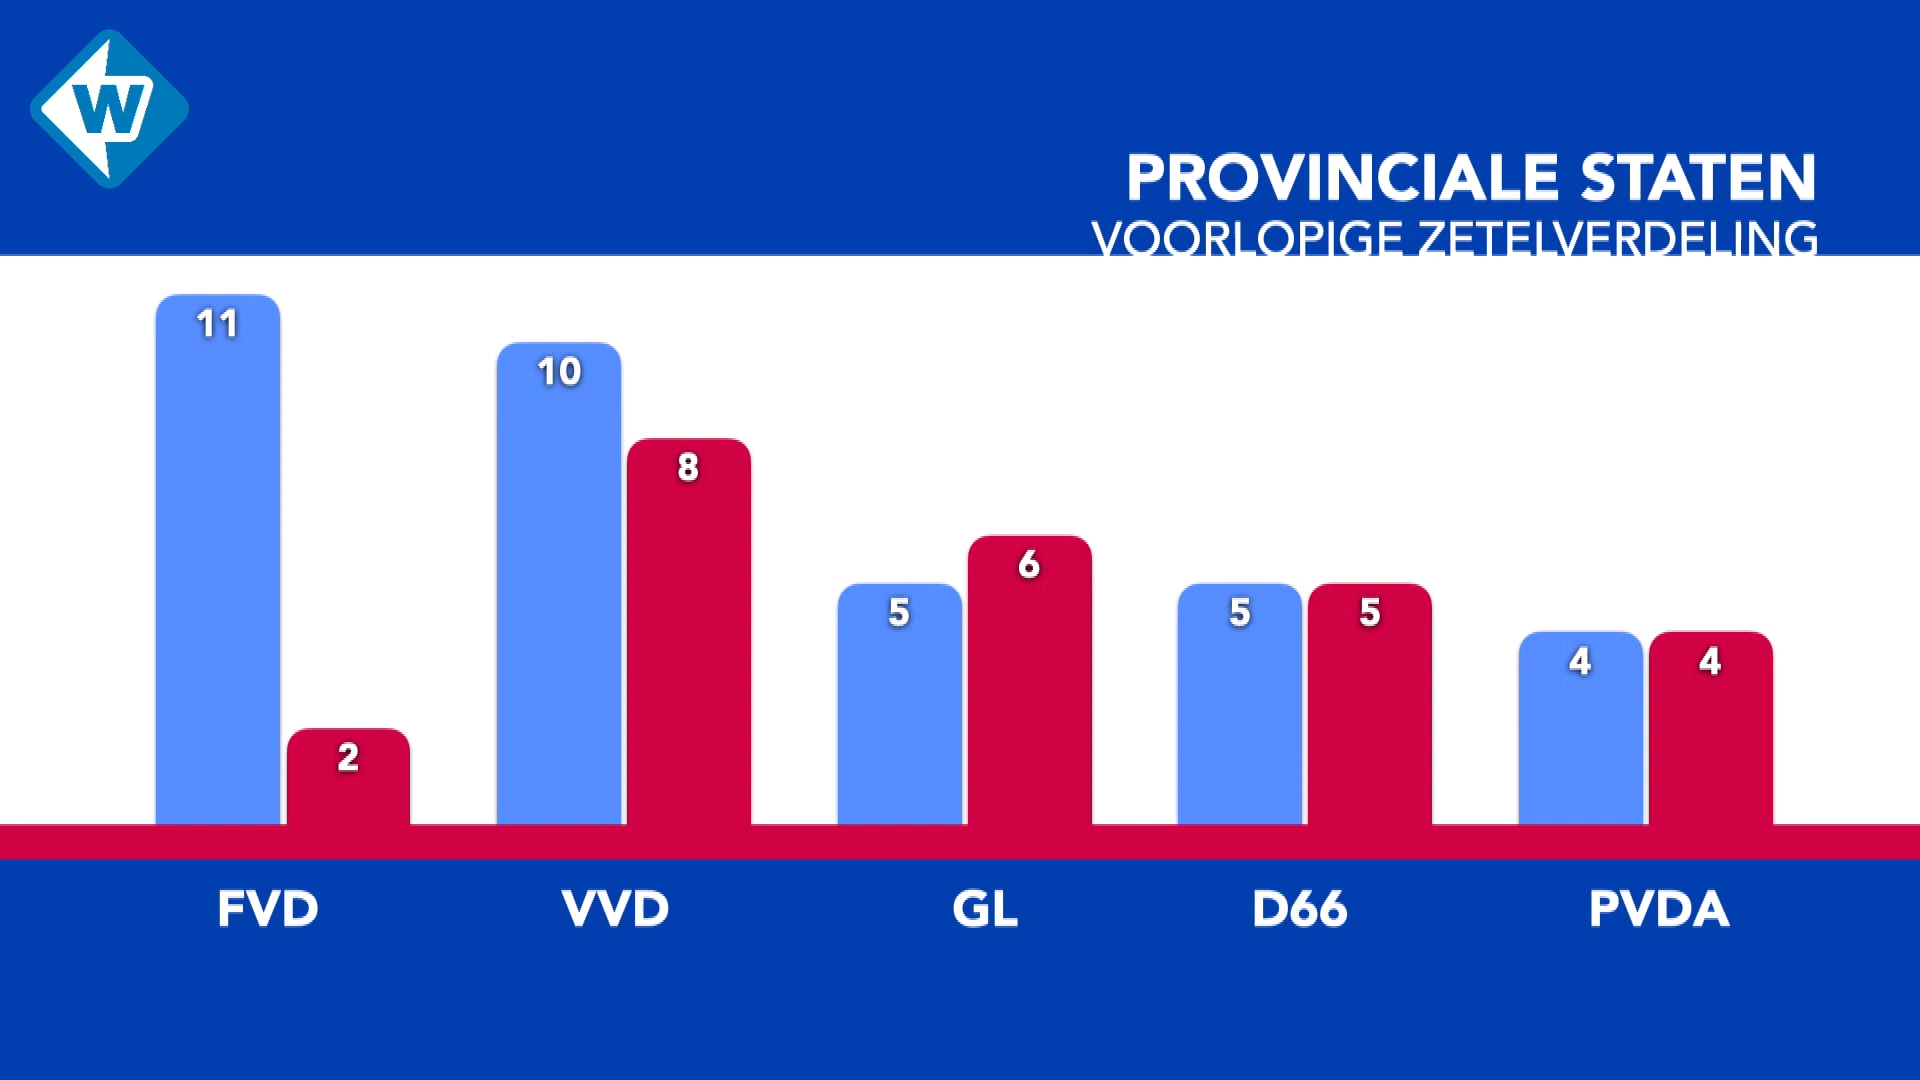 W
PROVINCIALE STATEN
VOORLOPIGE ZETELVERDELING
11
2
10
8
5
6
5
5
4
4
FVD
VVD
GL
D66
PVDA